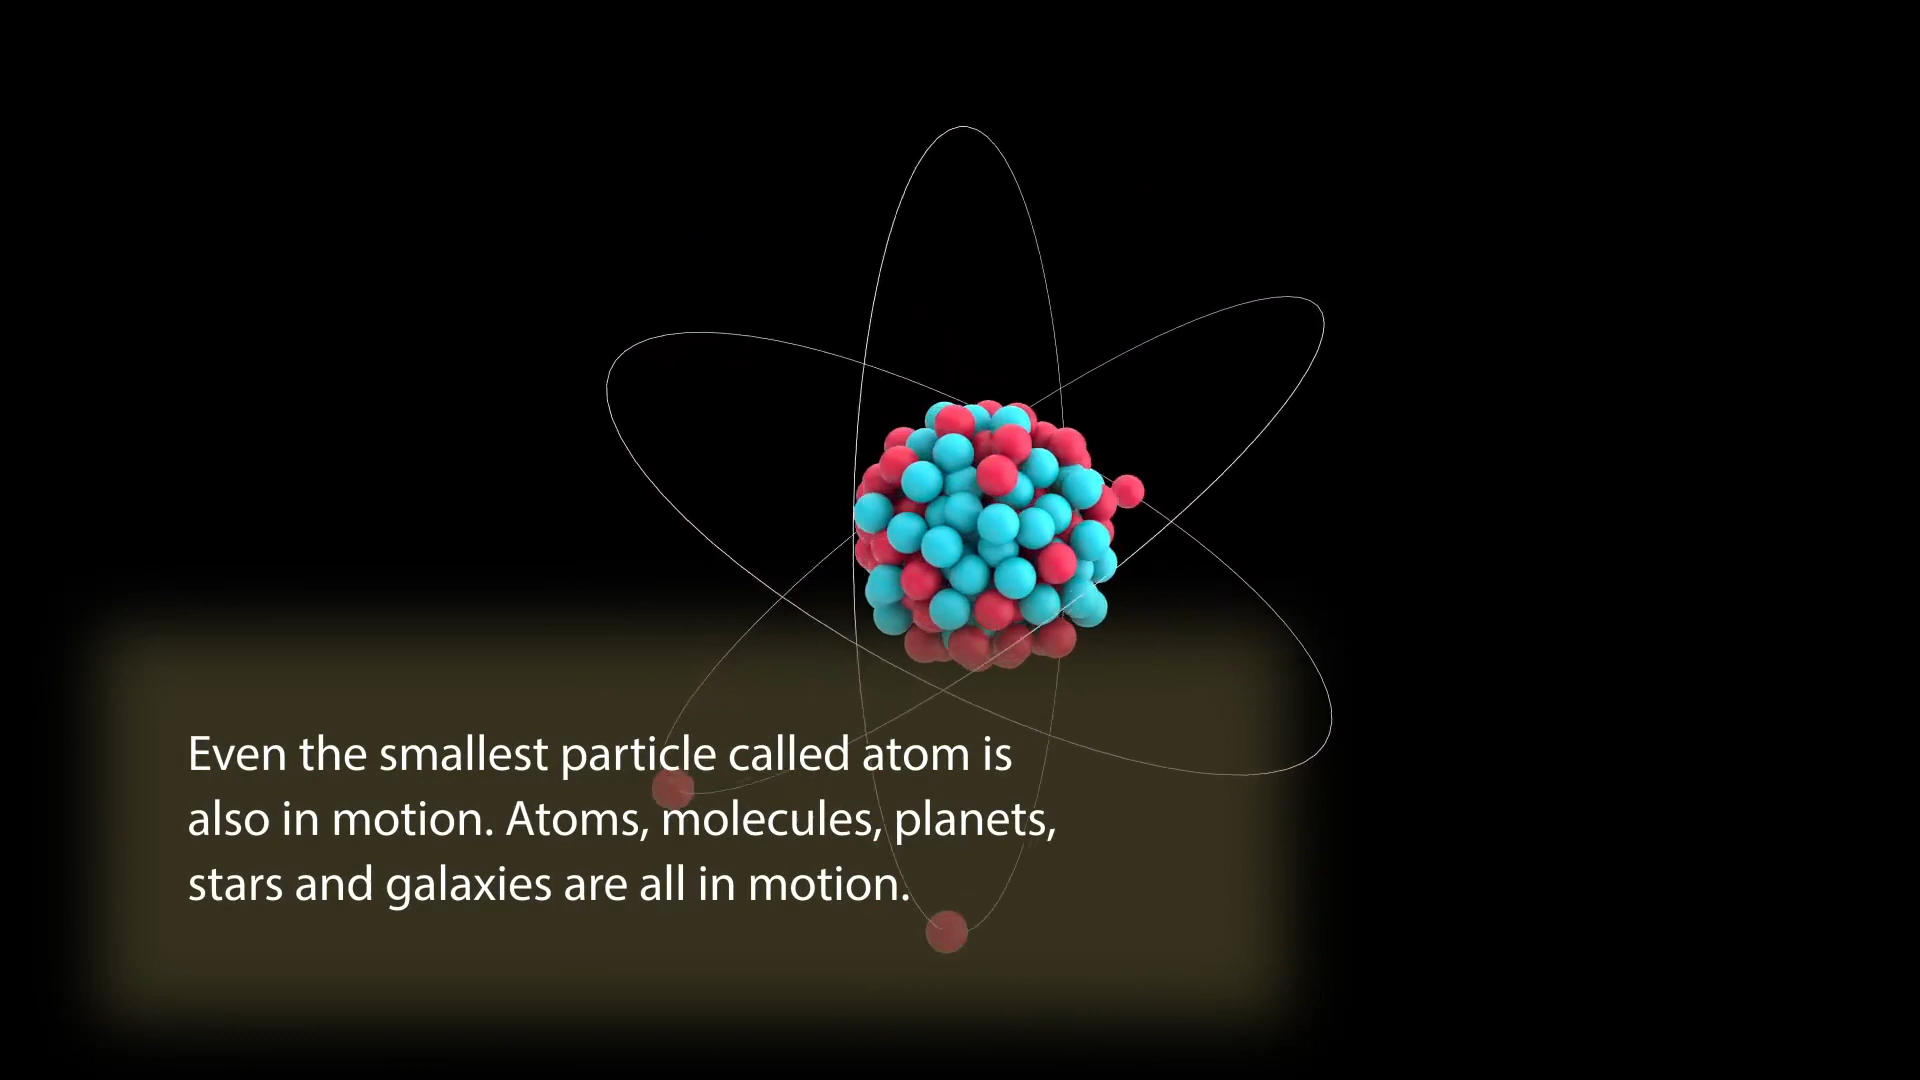 Even the smallest particle called atom is
also in motion. Atoms, molecules, planets,
stars and galaxies are all in motion.